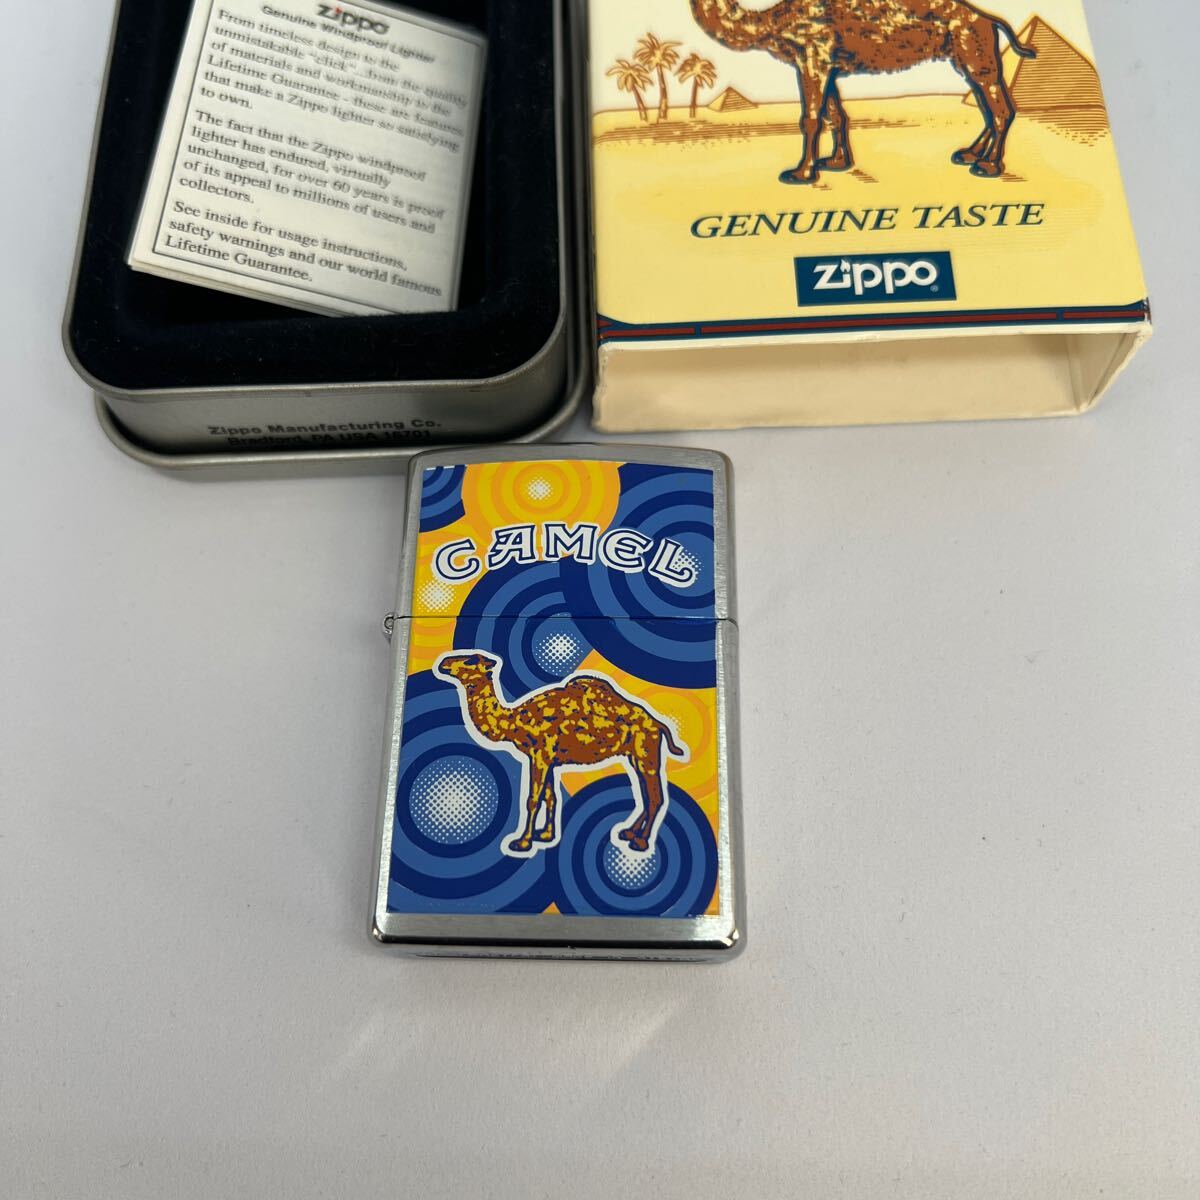 zippo
Genuine Windproof Lighter
From timeless design to the
unmistakable "click"...from the quality
of materials and workmanship to the
Lifetime Guarantee - these are features
that make a Zippo lighter so satisfying
to own.
The fact that the Zippo windproof
lighter has endured, virtually
unchanged, for over 60 years is proof
of its appeal to millions of users and
collectors.
See inside for usage instructions,
safety warnings and our world famous
Lifetime Guarantee.
Zippo Manufacturing Co.
Bradford, PA USA 16701
GENUINE TASTE
zippo®
CAMEL